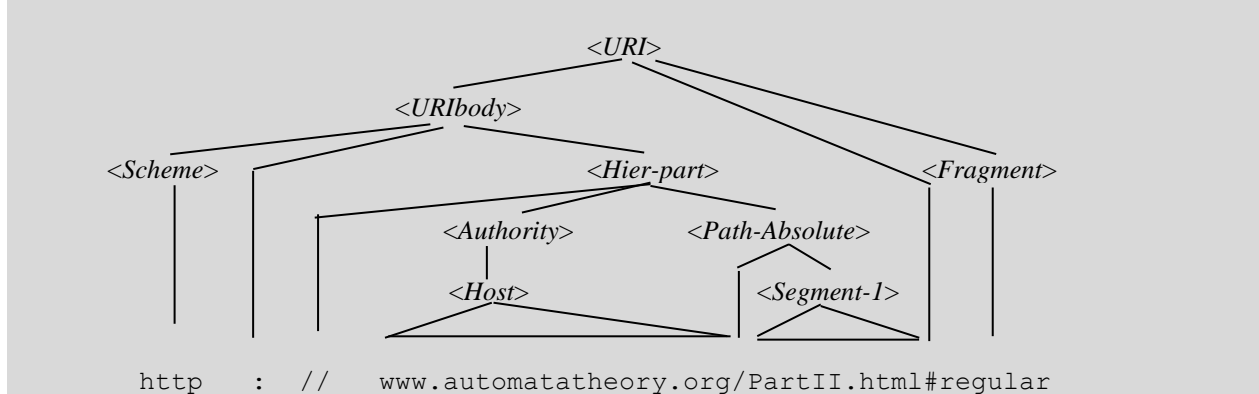 <URI>
<URIbody>
<Scheme> <Hier-part> <Fragment>
<Authority> <Path-Absolute>
<Host> <Segment-1>
http : // www.automatatheory.org/PartII.html#regular